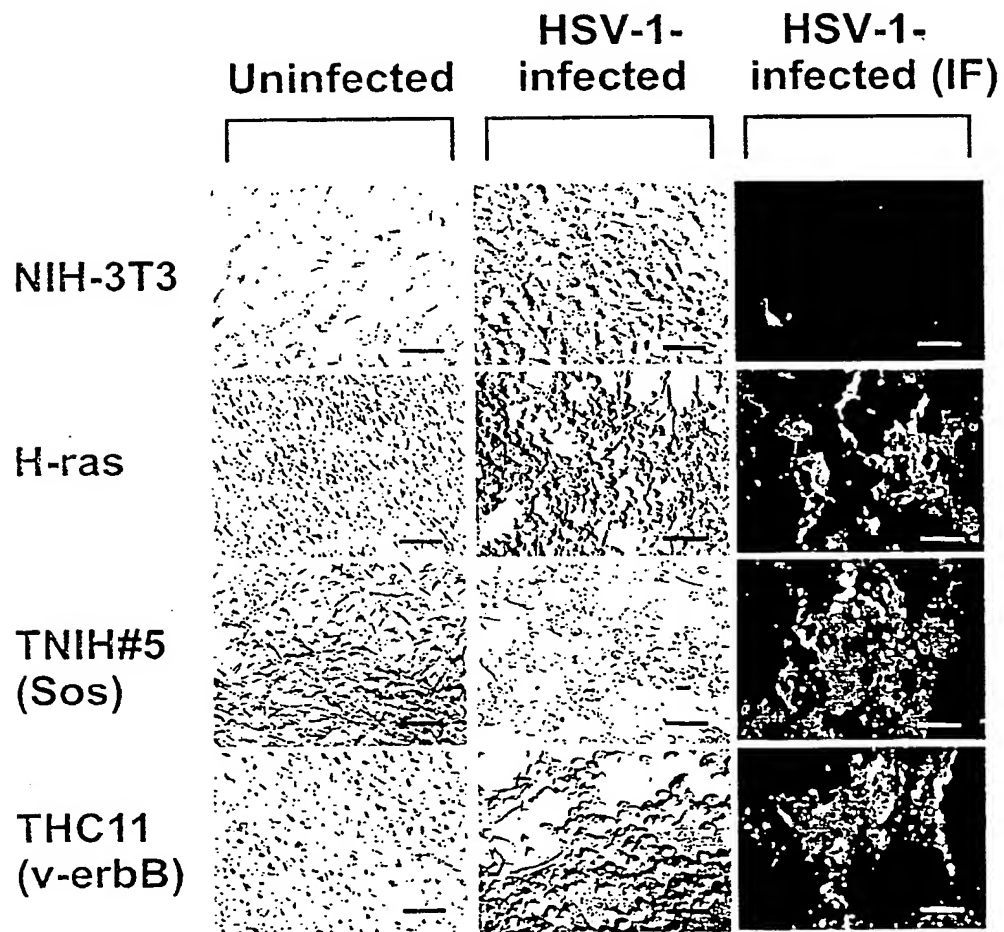 Uninfected
HSV-1-
infected
HSV-1-
infected (IF)
NIH-3T3
H-ras
TNIH#5
(Sos)
THC11
(v-erbB)